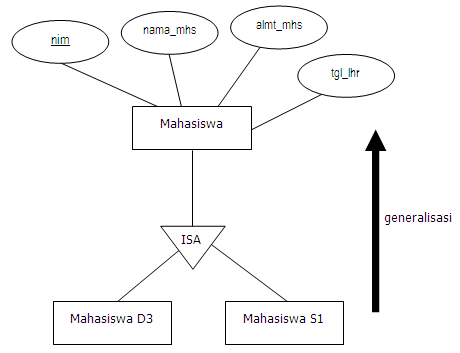 nim
nama_mhs
almt_mhs
tgl_lhr
Mahasiswa
generalisasi
ISA
Mahasiswa D3
Mahasiswa S1